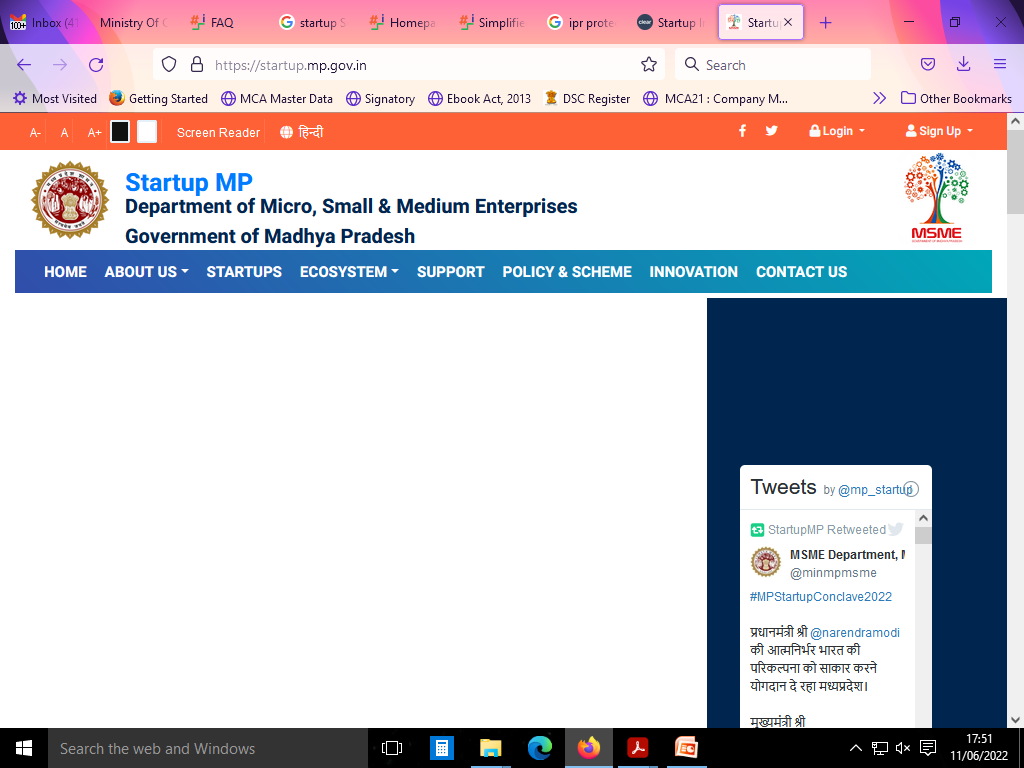 Inbox (41
Ministry Of C
FAQ
startup S
Homepa
Simplifie
ipr prote
Startup I
Startu
https://startup.mp.gov.in
Search
Most Visited
Getting Started
MCA Master Data
Signatory
Ebook Act, 2013
DSC Register
MCA21 : Company M...
Other Bookmarks
A-
A
A+
Screen Reader
हिन्दी
Login
Sign Up
Startup MP
Department of Micro, Small & Medium Enterprises
Government of Madhya Pradesh
MSME
HOME
ABOUT US
STARTUPS
ECOSYSTEM
SUPPORT
POLICY & SCHEME
INNOVATION
CONTACT US
Tweets by @mp_startup
StartupMP Retweeted
MSME Department, M
@minmpmsme
#MPStartupConclave2022
प्रधानमंत्री श्री @narendramodi
की आत्मनिर्भर भारत की
परिकल्पना को साकार करने
योगदान दे रहा मध्यप्रदेश।
मुख्यमंत्री श्री
Search the web and Windows
17:51
11/06/2022